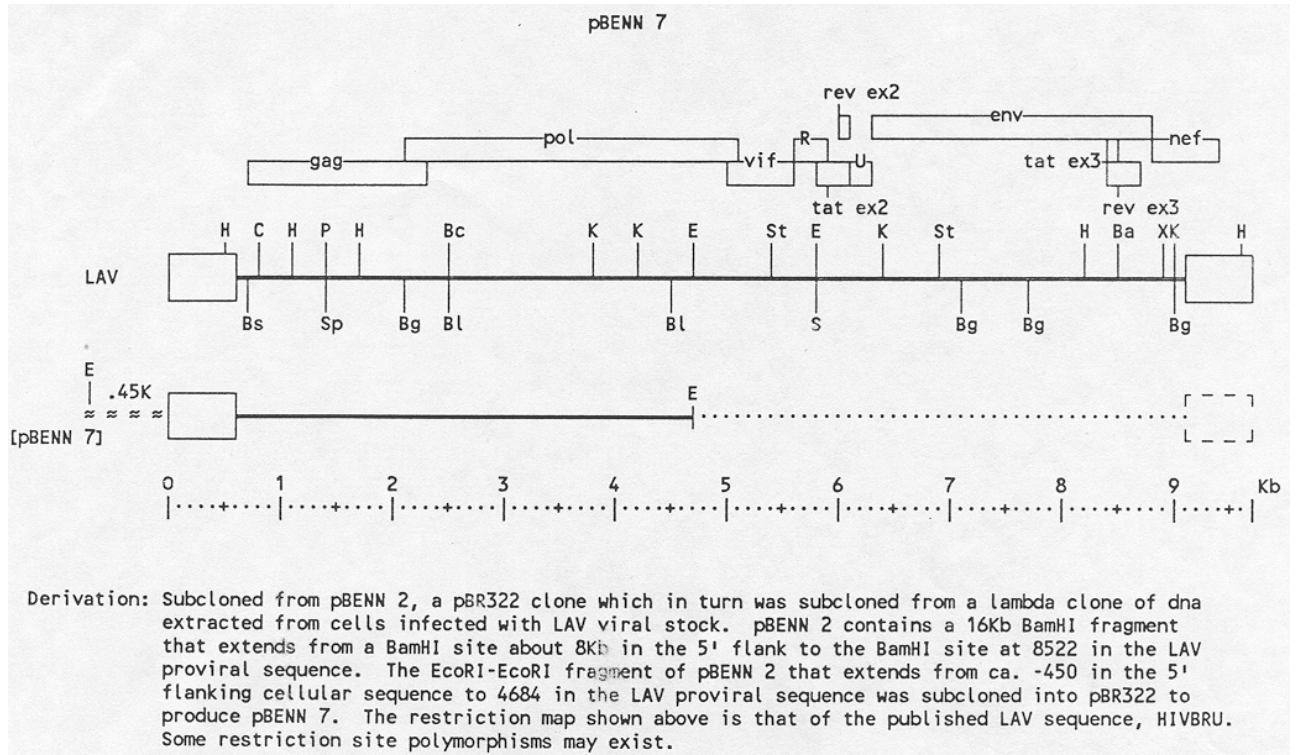 pBENN 7
rev ex2
env
pol
R
nef
gag
vif
U
tat ex3
tat ex2
rev ex3
H C H P H Bc K K E St E K St H Ba XK H
LAV
Bs Sp Bg Bl Bl S Bg Bg Bg
E
.45K
E
≈ ≈ ≈ ≈
[pBENN 7]
0 1 2 3 4 5 6 7 8 9 Kb
|....+....|....+....|....+....|....+....|....+....|....+....|....+....|....+....|....+....|....+.|
Derivation: Subcloned from pBENN 2, a pBR322 clone which in turn was subcloned from a lambda clone of dna
extracted from cells infected with LAV viral stock. pBENN 2 contains a 16Kb BamHI fragment
that extends from a BamHI site about 8Kb in the 5' flank to the BamHI site at 8522 in the LAV
proviral sequence. The EcoRI-EcoRI fragment of pBENN 2 that extends from ca. -450 in the 5'
flanking cellular sequence to 4684 in the LAV proviral sequence was subcloned into pBR322 to
produce pBENN 7. The restriction map shown above is that of the published LAV sequence, HIVBRU.
Some restriction site polymorphisms may exist.